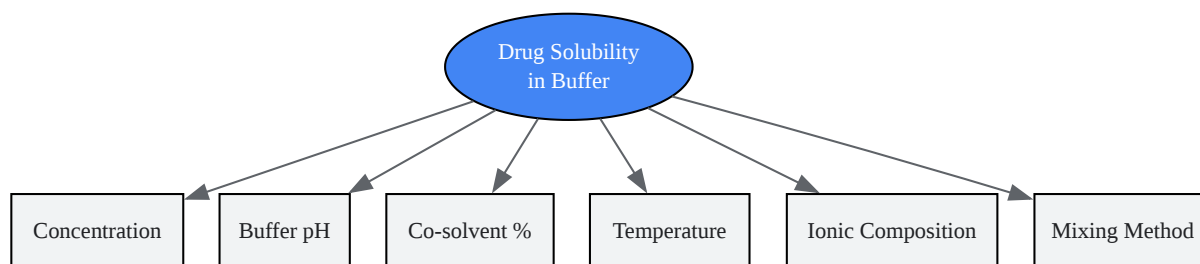 Drug Solubility
in Buffer
Concentration
Buffer pH
Co-solvent %
Temperature
Ionic Composition
Mixing Method